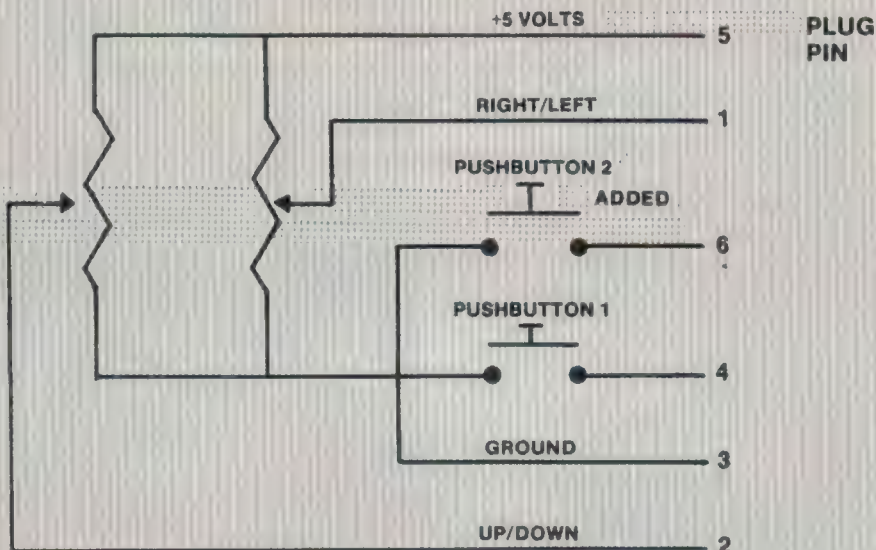 +5 VOLTS
5
PLUG
PIN
RIGHT/LEFT
1
PUSHBUTTON 2
ADDED
6
PUSHBUTTON 1
4
GROUND
3
UP/DOWN
2